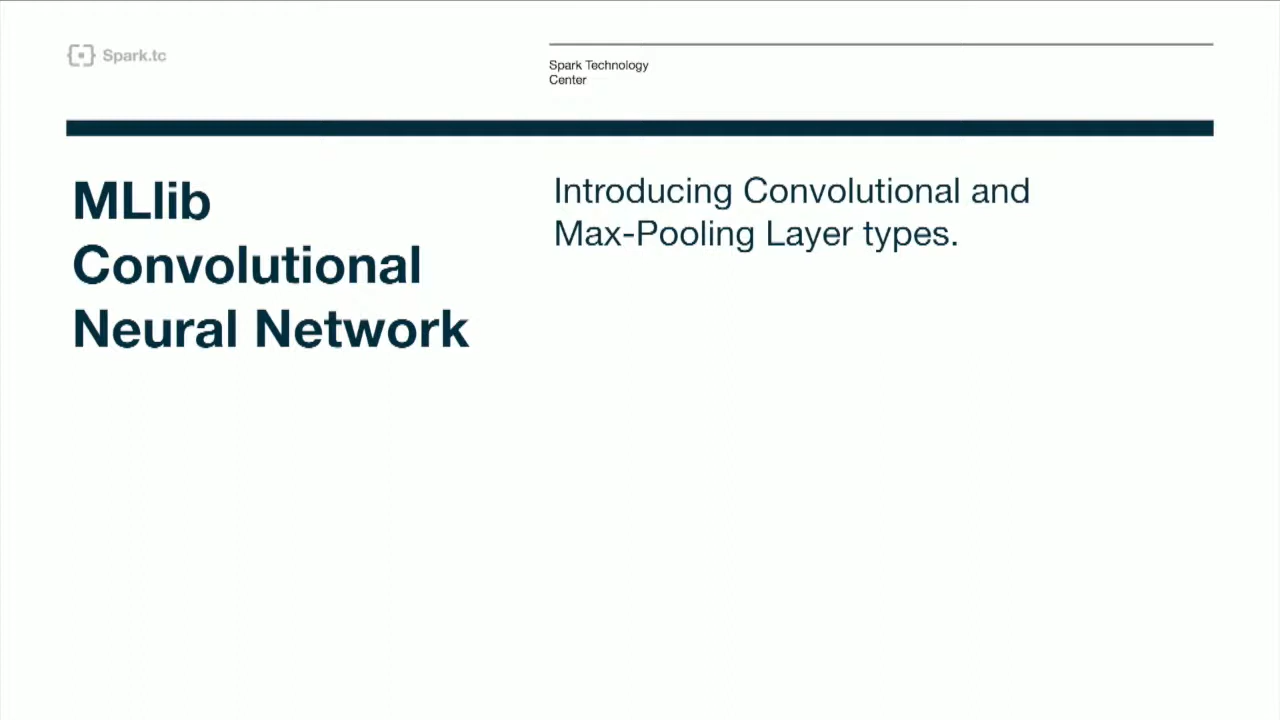 Spark.tc
Spark Technology
Center
MLlib
Convolutional
Neural Network
Introducing Convolutional and
Max-Pooling Layer types.